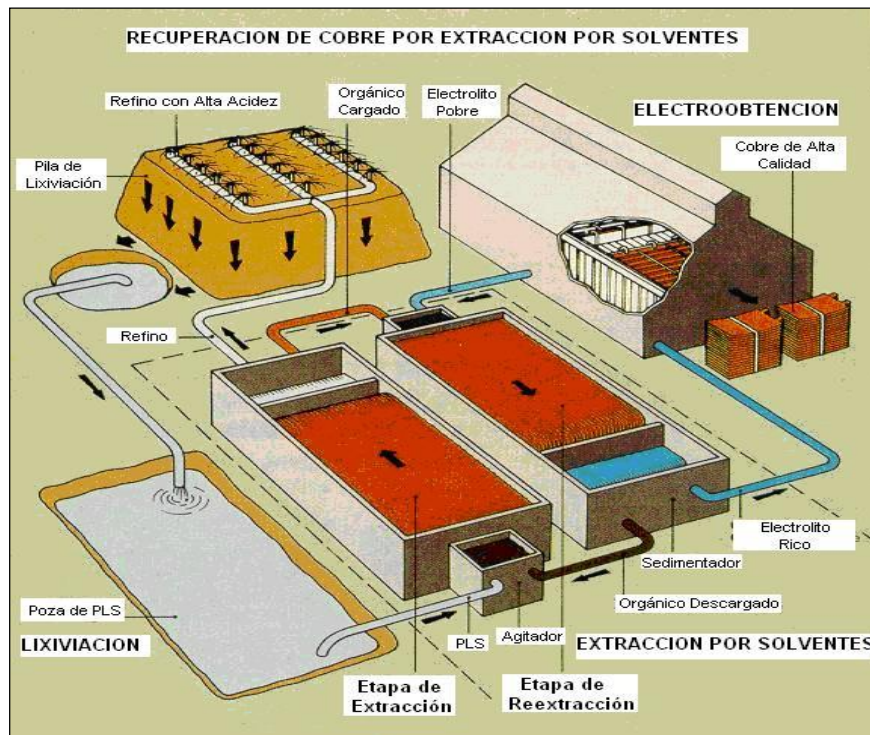 RECUPERACION DE COBRE POR EXTRACCION POR SOLVENTES
Refino con Alta Acidez
Orgánico
Cargado
Electrolito
Pobre
ELECTROOBTENCION
Cobre de Alta
Calidad
Pila de
Lixiviación
Refino
Electrolito
Rico
Sedimentador
Orgánico Descargado
Poza de PLS
LIXIVIACION
PLS
Agitador
EXTRACCION POR SOLVENTES
Etapa de
Extracción
Etapa de
Reextracción